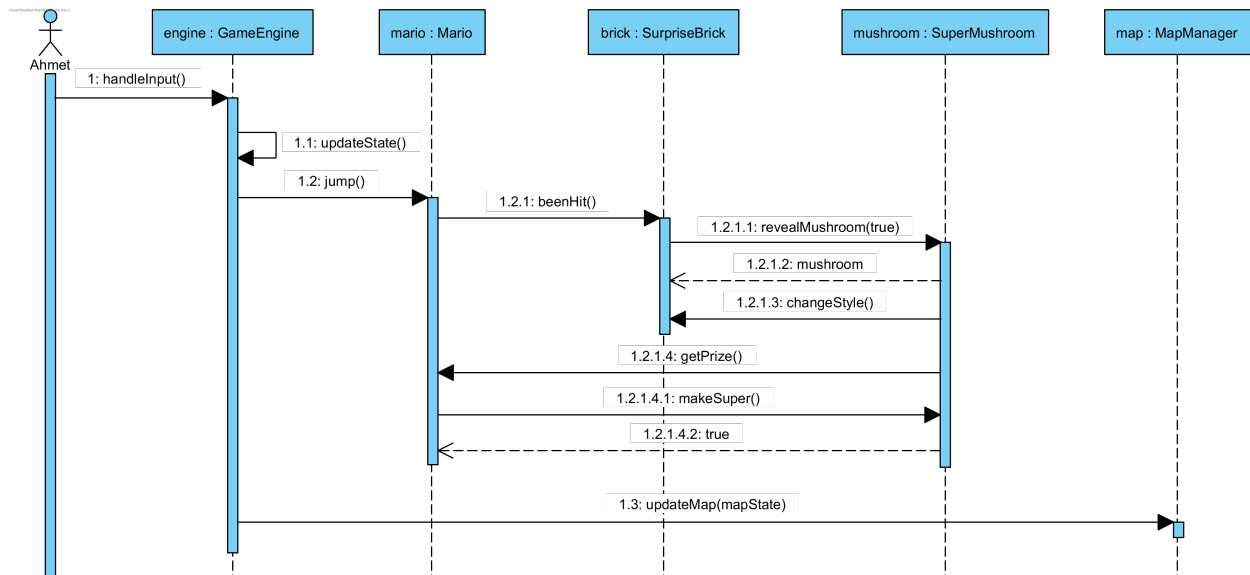 engine : GameEngine
mario : Mario
brick : SurpriseBrick
mushroom : SuperMushroom
map : MapManager
Ahmet
1: handleInput()
1.1: updateState()
1.2: jump()
1.2.1: beenHit()
1.2.1.1: revealMushroom(true)
1.2.1.2: mushroom
1.2.1.3: changeStyle()
1.2.1.4: getPrize()
1.2.1.4.1: makeSuper()
1.2.1.4.2: true
1.3: updateMap(mapState)